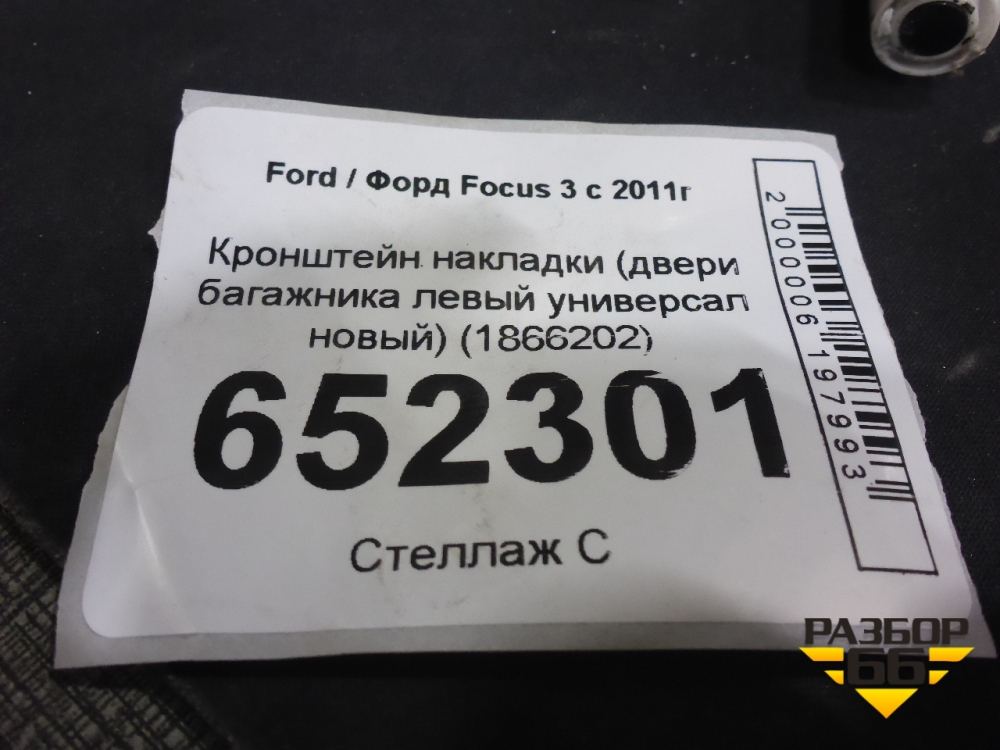 Ford / Форд Focus 3 с 2011г
Кронштейн накладки (двери
багажника левый универсал
новый) (1866202)
652301
Стеллаж С
2000006197993
РАЗБОР
66